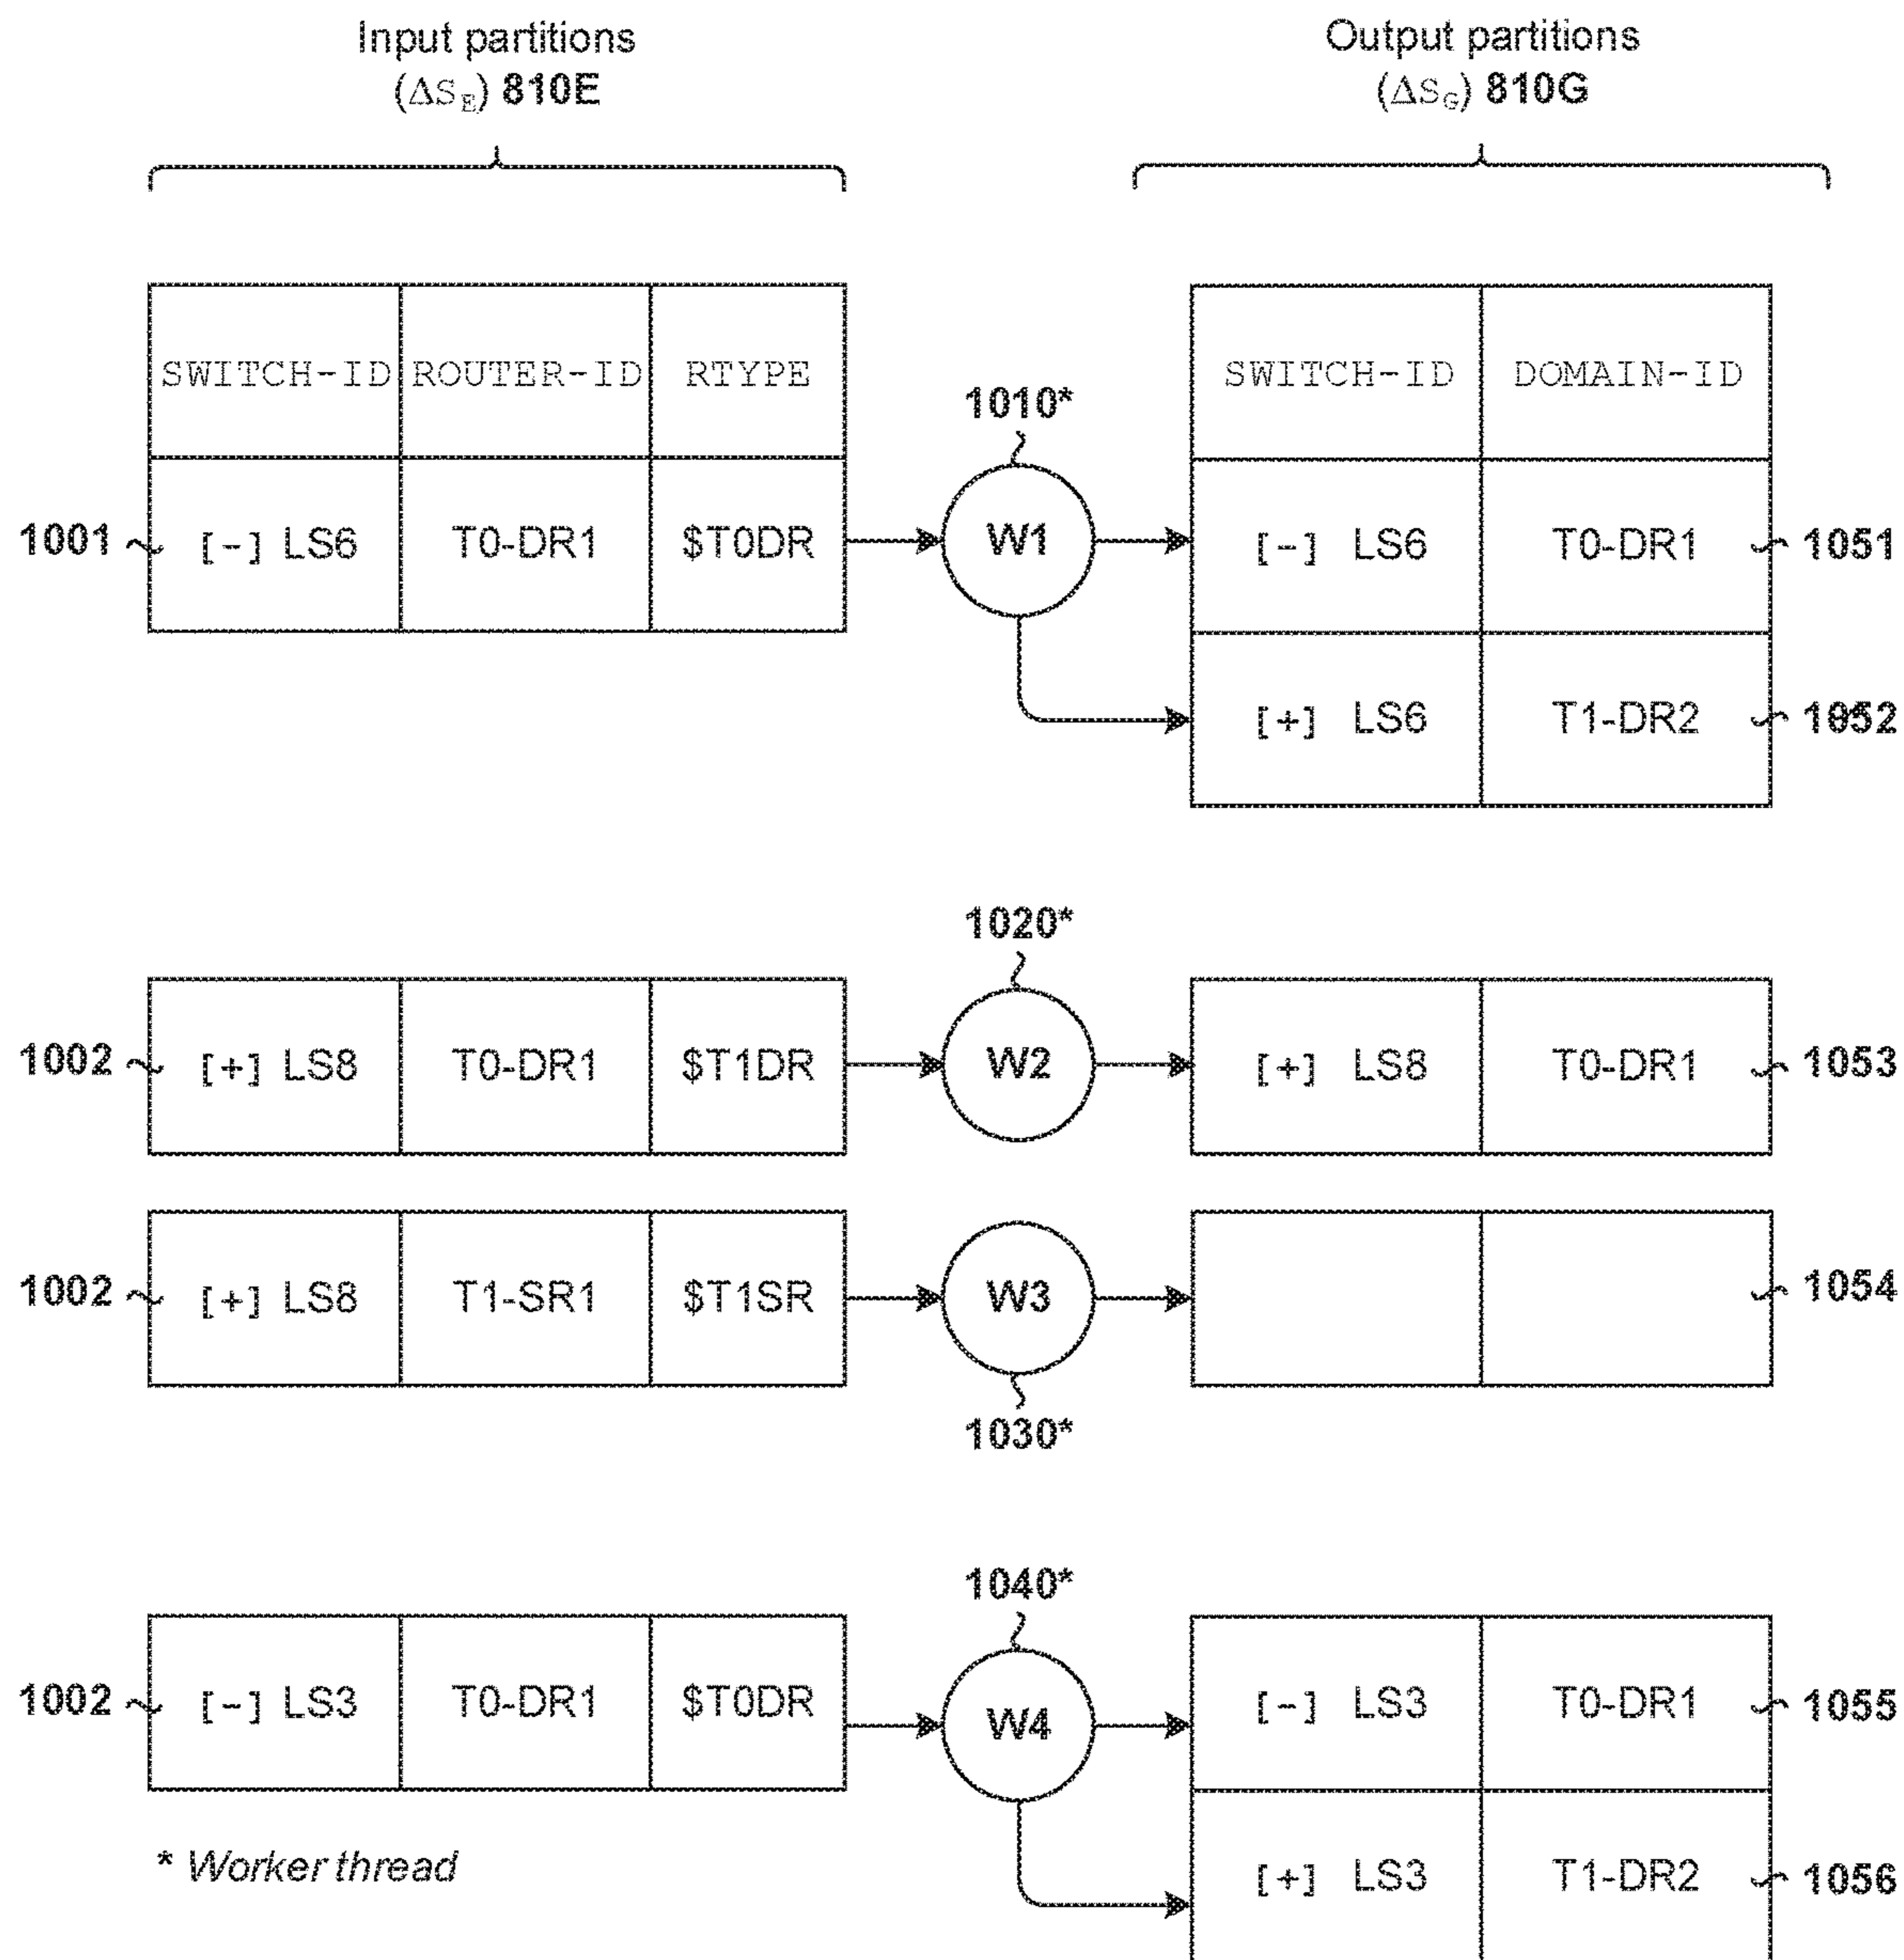 Input partitions
(ΔS_E) 810E
Output partitions
(ΔS_G) 810G
SWITCH-ID ROUTER-ID RTYPE
SWITCH-ID DOMAIN-ID
1010*
1001 [-] LS6 T0-DR1 $T0DR W1 [-] LS6 T0-DR1 1051
[+] LS6 T1-DR2 1052
1020*
1002 [+] LS8 T0-DR1 $T1DR W2 [+] LS8 T0-DR1 1053
1002 [+] LS8 T1-SR1 $T1SR W3 1054
1030*
1040*
1002 [-] LS3 T0-DR1 $T0DR W4 [-] LS3 T0-DR1 1055
* Worker thread
[+] LS3 T1-DR2 1056